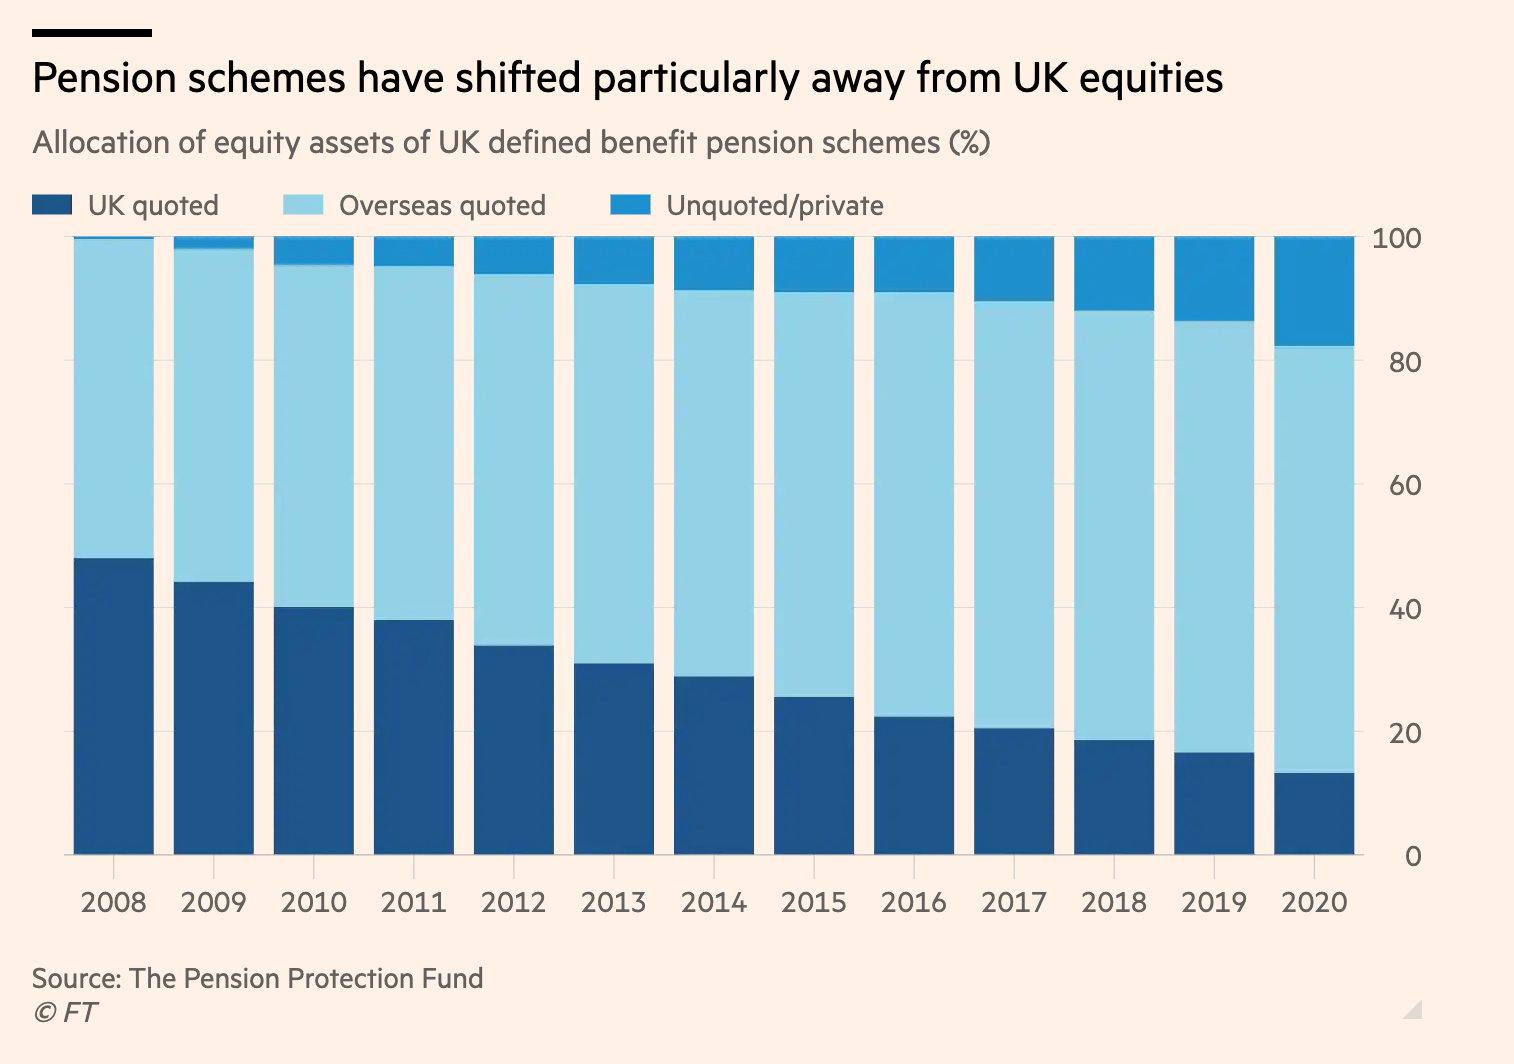 Pension schemes have shifted particularly away from UK equities
Allocation of equity assets of UK defined benefit pension schemes (%)
UK quoted Overseas quoted Unquoted/private
100
80
60
40
20
0
2008 2009 2010 2011 2012 2013 2014 2015 2016 2017 2018 2019 2020
Source: The Pension Protection Fund
© FT